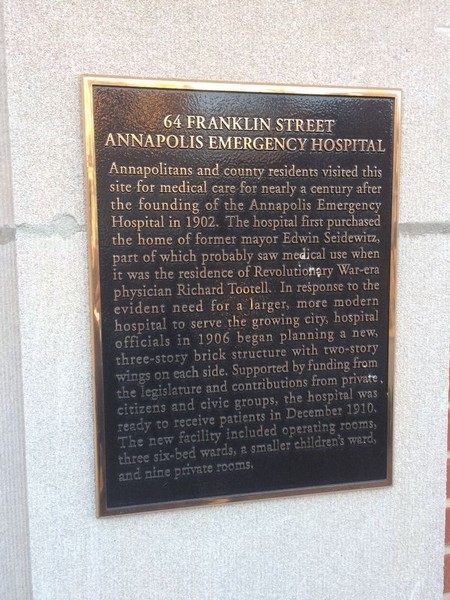 64 FRANKLIN STREET
ANNAPOLIS EMERGENCY HOSPITAL
Annapolitans and county residents visited this
site for medical care for nearly a century after
the founding of the Annapolis Emergency
Hospital in 1902. The hospital first purchased
the home of former mayor Edwin Seidewitz,
part of which probably saw medical use when
it was the residence of Revolutionary War-era
physician Richard Tootell. In response to the
evident need for a larger, more modern
hospital to serve the growing city, hospital
officials in 1906 began planning a new,
three-story brick structure with two-story
wings on each side. Supported by funding from
the legislature and contributions from private
citizens and civic groups, the hospital was
ready to receive patients in December 1910.
The new facility included operating rooms,
three six-bed wards, a smaller children's ward,
and nine private rooms.